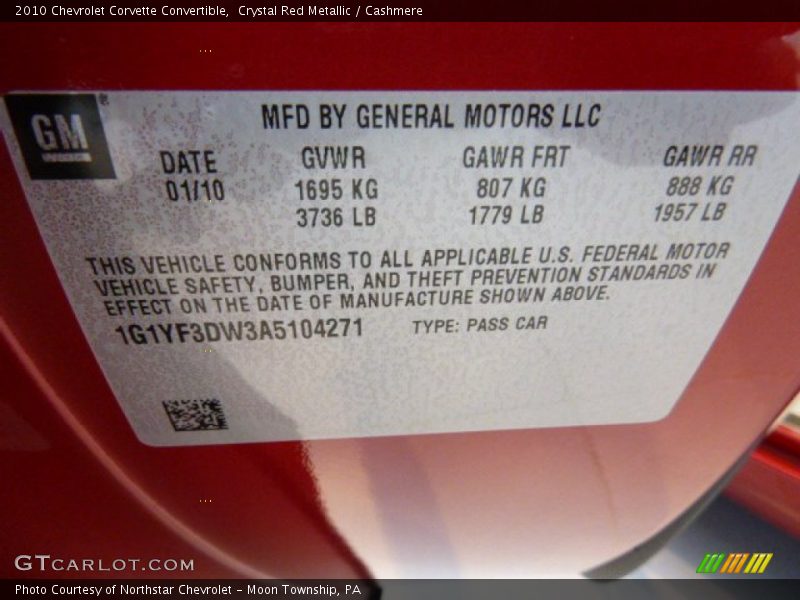 2010 Chevrolet Corvette Convertible,  Crystal Red Metallic / Cashmere
GM
MFD BY GENERAL MOTORS LLC
DATE GVWR GAWR FRT GAWR RR
01/10 1695 KG 807 KG 888 KG
3736 LB 1779 LB 1957 LB
THIS VEHICLE CONFORMS TO ALL APPLICABLE U.S. FEDERAL MOTOR
VEHICLE SAFETY, BUMPER, AND THEFT PREVENTION STANDARDS IN
EFFECT ON THE DATE OF MANUFACTURE SHOWN ABOVE.
1G1YF3DW3A5104271 TYPE: PASS CAR
GTCARLOT.COM
Photo Courtesy of Northstar Chevrolet - Moon Township, PA